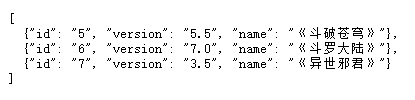 [
  {"id": "5", "version": "5.5", "name": "《斗破苍穹》"},
  {"id": "6", "version": "7.0", "name": "《斗罗大陆》"},
  {"id": "7", "version": "3.5", "name": "《异世邪君》"}
]